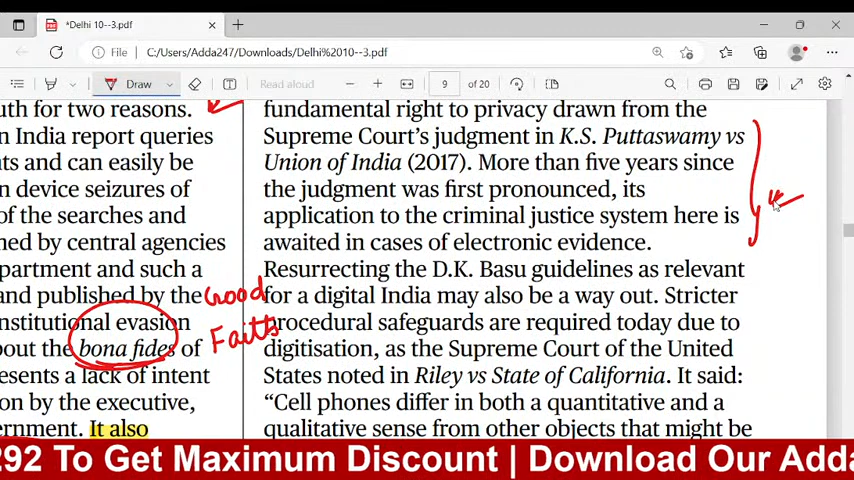 *Delhi 10--3.pdf
File
C:/Users/Adda247/Downloads/Delhi%2010--3.pdf
Draw
Read aloud
9 of 20
uth for two reasons.
n India report queries
nts and can easily be
n device seizures of
of the searches and
ned by central agencies
partment and such a
and published by the
nstitutional evasion
bout the bona fides of
resents a lack of intent
on by the executive,
ernment. It also
Good
Faith
fundamental right to privacy drawn from the
Supreme Court's judgment in K.S. Puttaswamy vs
Union of India (2017). More than five years since
the judgment was first pronounced, its
application to the criminal justice system here is
awaited in cases of electronic evidence.
Resurrecting the D.K. Basu guidelines as relevant
for a digital India may also be a way out. Stricter
procedural safeguards are required today due to
digitisation, as the Supreme Court of the United
States noted in Riley vs State of California. It said:
"Cell phones differ in both a quantitative and a
qualitative sense from other objects that might be
292 To Get Maximum Discount | Download Our Adda